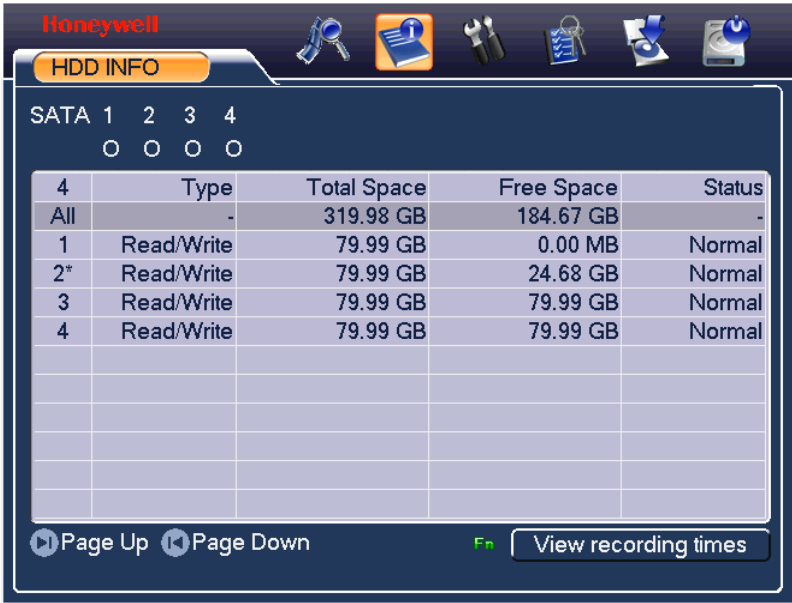 Honeywell
HDD INFO
SATA 1 2 3 4
O O O O
4 Type Total Space Free Space Status
All - 319.98 GB 184.67 GB -
1 Read/Write 79.99 GB 0.00 MB Normal
2* Read/Write 79.99 GB 24.68 GB Normal
3 Read/Write 79.99 GB 79.99 GB Normal
4 Read/Write 79.99 GB 79.99 GB Normal
Page Up Page Down Fn View recording times